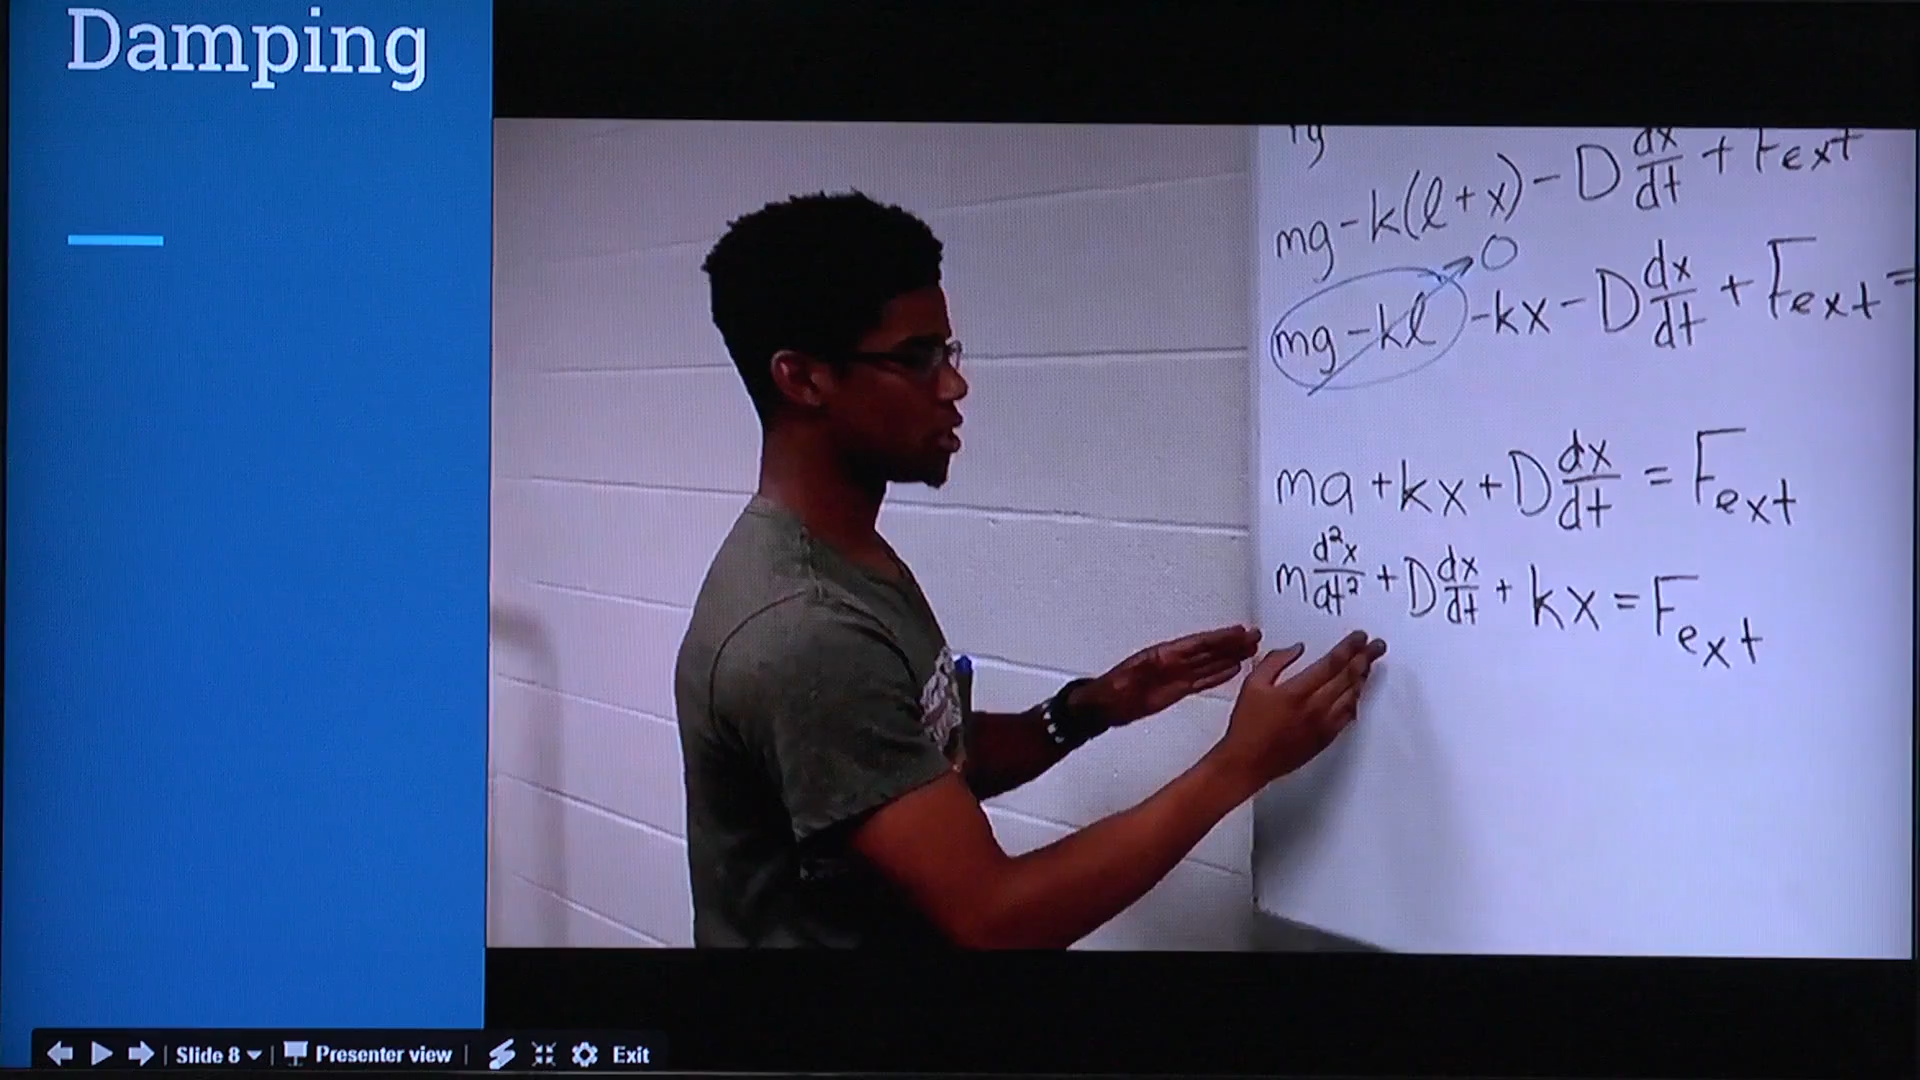 Damping
mg-k(l+x)-D dx/dt + Fext
mg-kl → 0 -kx-D dx/dt + Fext =
ma+kx+D dx/dt = Fext
m d²x/dt² + D dx/dt + kx = Fext
Slide 8
Presenter view
Exit